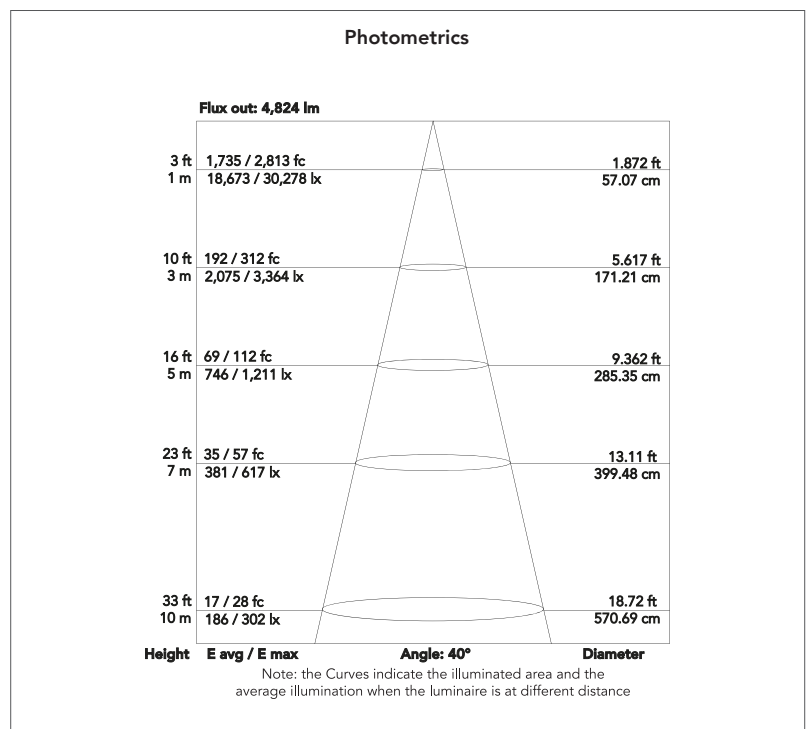 Photometrics
Flux out: 4,824 lm
3 ft 1,735 / 2,813 fc 1.872 ft
1 m 18,673 / 30,278 lx 57.07 cm
10 ft 192 / 312 fc 5.617 ft
3 m 2,075 / 3,364 lx 171.21 cm
16 ft 69 / 112 fc 9.362 ft
5 m 746 / 1,211 lx 285.35 cm
23 ft 35 / 57 fc 13.11 ft
7 m 381 / 617 lx 399.48 cm
33 ft 17 / 28 fc 18.72 ft
10 m 186 / 302 lx 570.69 cm
Height E avg / E max Angle: 40° Diameter
Note: the Curves indicate the illuminated area and the
average illumination when the luminaire is at different distance